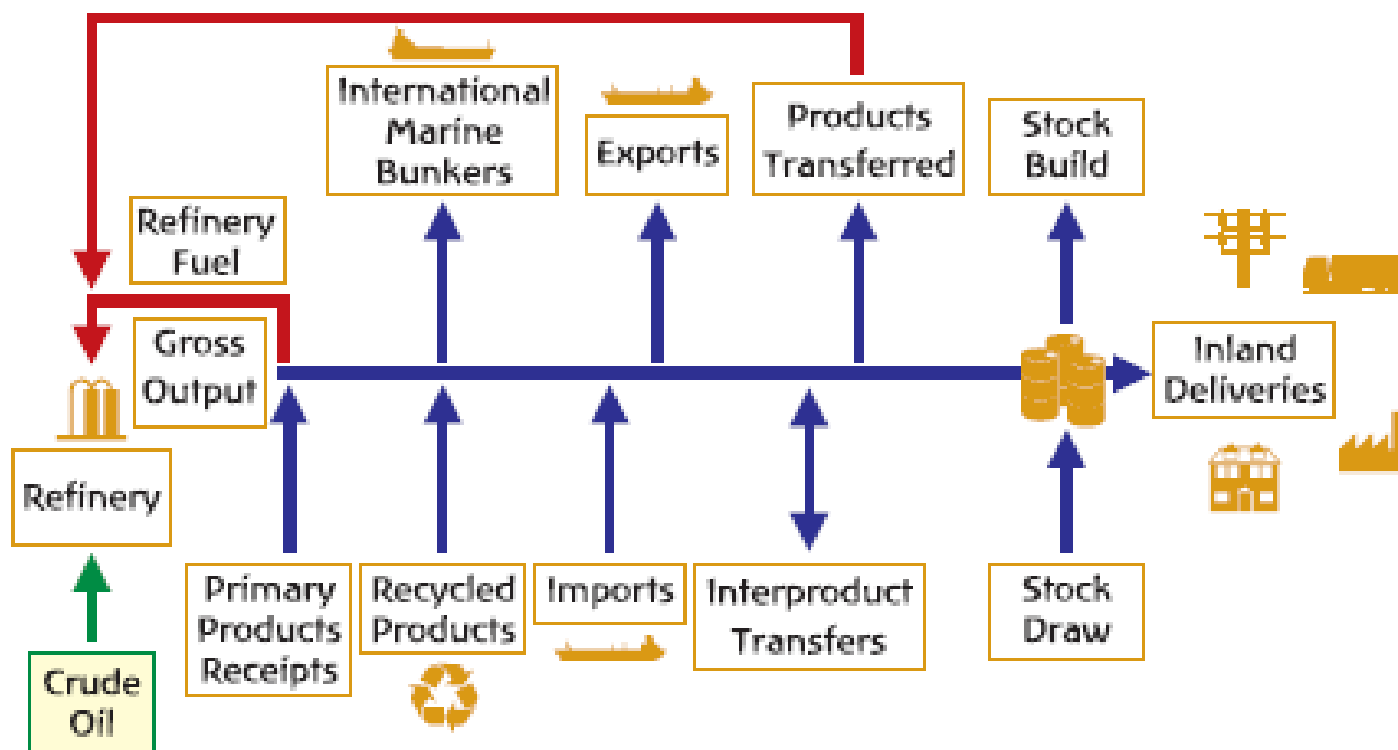 International
Marine
Bunkers
Exports
Products
Transferred
Stock
Build
Refinery
Fuel
Gross
Output
Inland
Deliveries
Refinery
Primary
Products
Receipts
Recycled
Products
Imports
Interproduct
Transfers
Stock
Draw
Crude
Oil